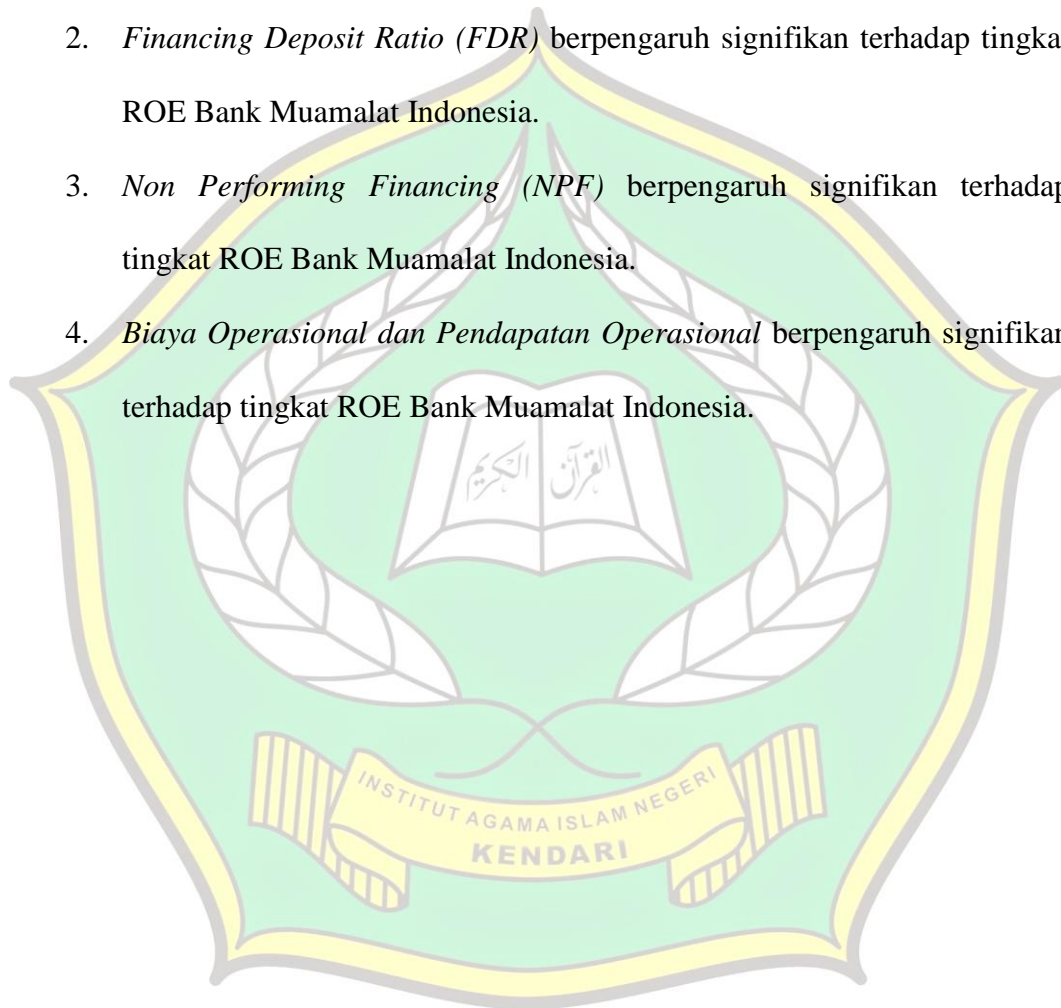 2. Financing Deposit Ratio (FDR) berpengaruh signifikan terhadap tingka
ROE Bank Muamalat Indonesia.
3. Non Performing Financing (NPF) berpengaruh signifikan terhadap
tingkat ROE Bank Muamalat Indonesia.
4. Biaya Operasional dan Pendapatan Operasional berpengaruh signifikan
terhadap tingkat ROE Bank Muamalat Indonesia.
القرآن الكريم
INSTITUT AGAMA ISLAM NEGERI
KENDARI